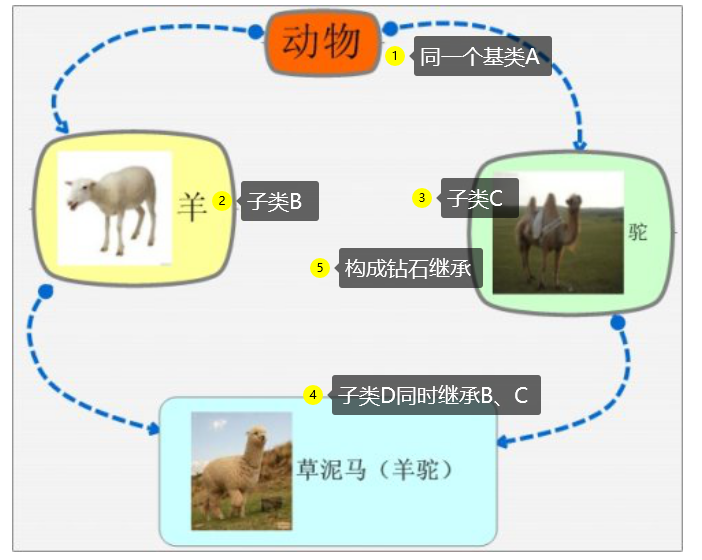 动物
1 同一个基类A
羊
2 子类B
3 子类C
驼
5 构成钻石继承
4 子类D同时继承B、C
草泥马（羊驼）